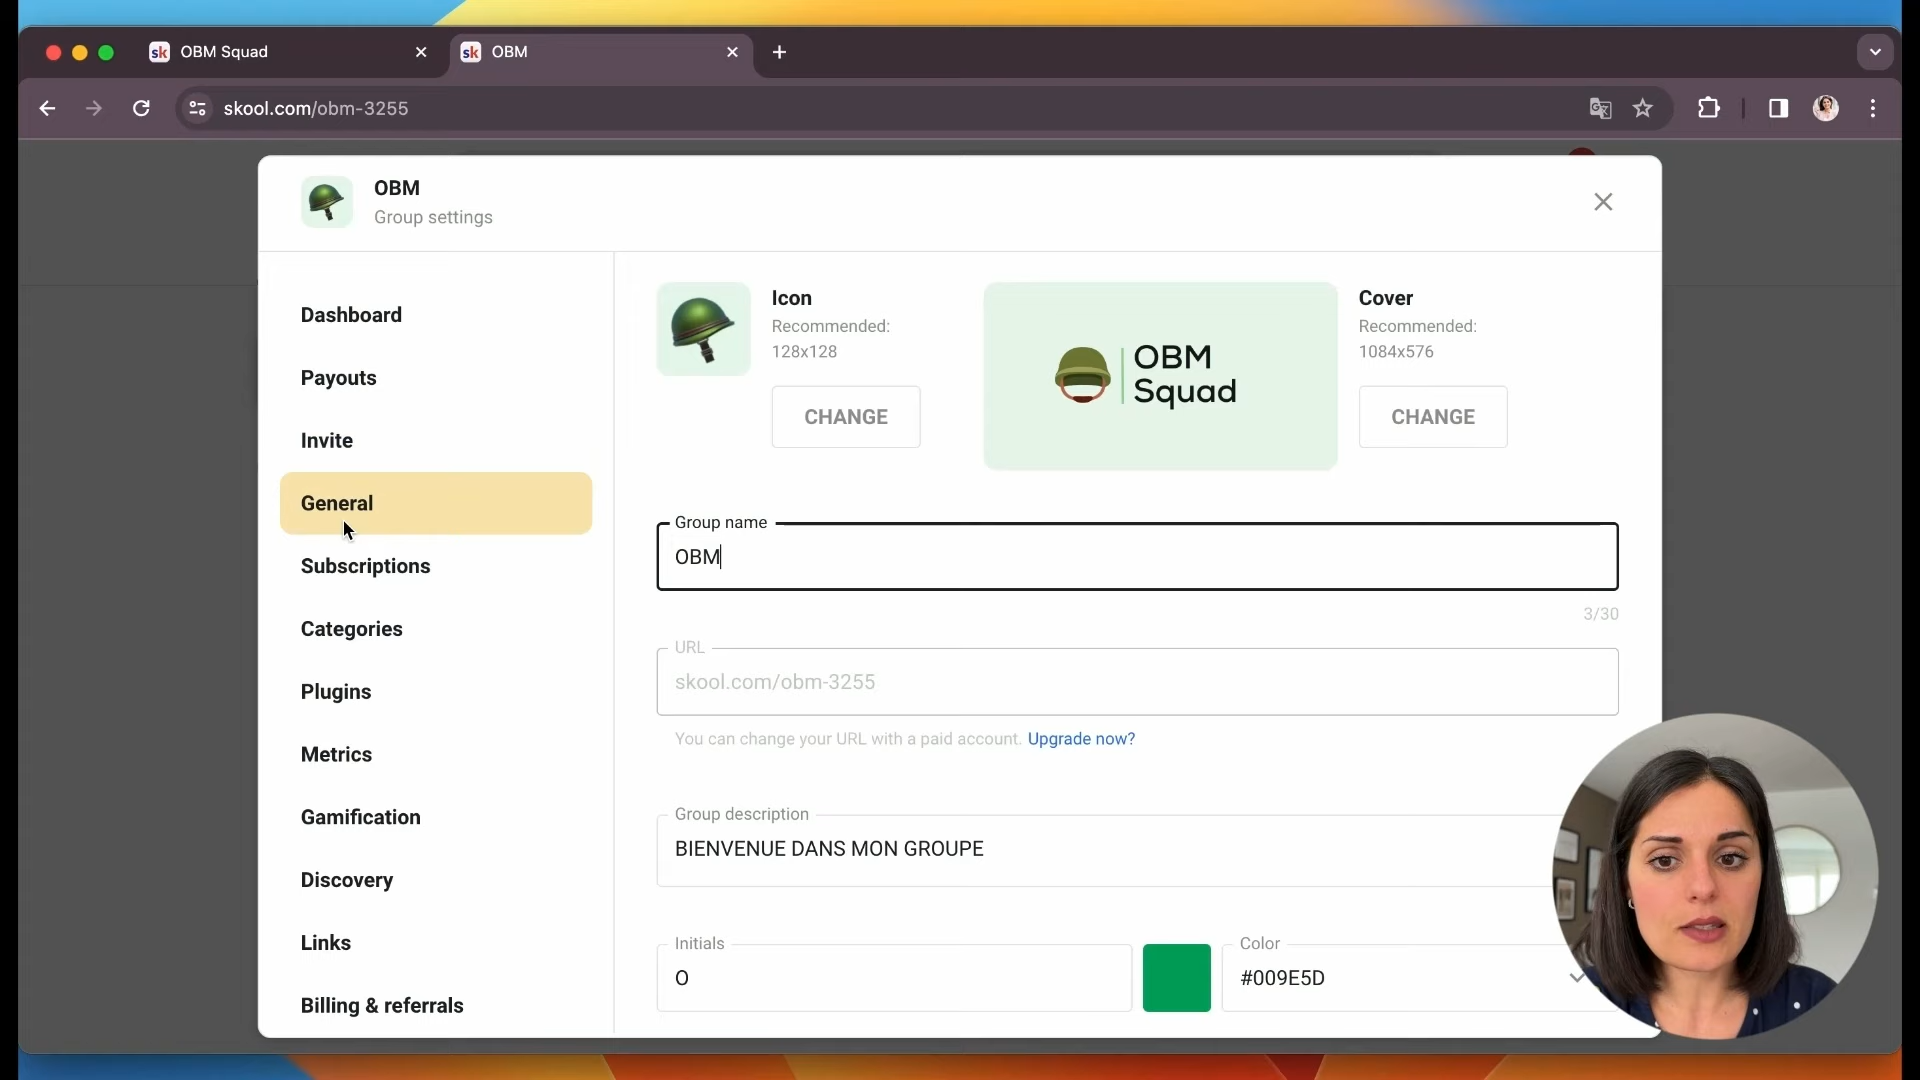 sk OBM Squad
sk OBM
skool.com/obm-3255
OBM
Group settings
Dashboard
Payouts
Invite
General
Subscriptions
Categories
Plugins
Metrics
Gamification
Discovery
Links
Billing & referrals
Icon
Recommended:
128x128
CHANGE
OBM
Squad
Cover
Recommended:
1084x576
CHANGE
Group name
OBM
3/30
URL
skool.com/obm-3255
You can change your URL with a paid account. Upgrade now?
Group description
BIENVENUE DANS MON GROUPE
Initials
O
Color
#009E5D